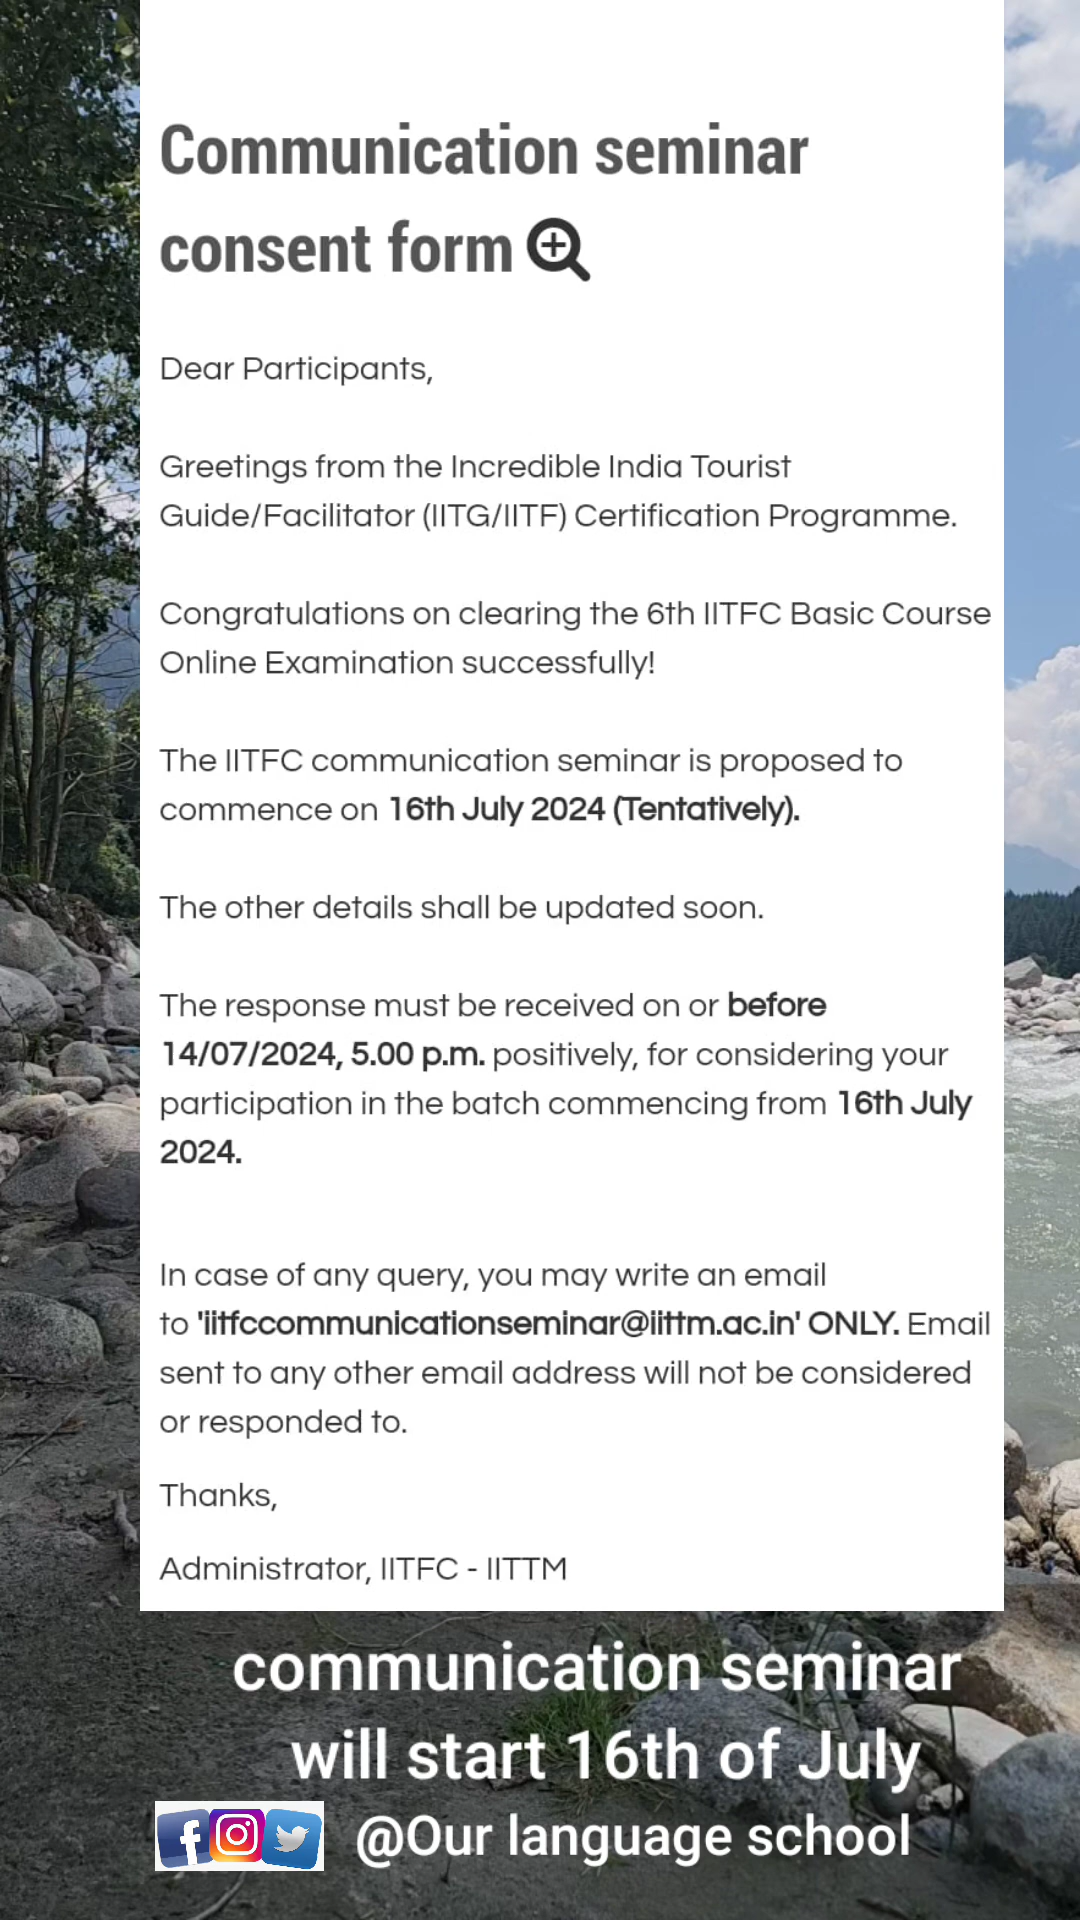 Communication seminar
consent form
Dear Participants,
Greetings from the Incredible India Tourist
Guide/Facilitator (IITG/IITF) Certification Programme.
Congratulations on clearing the 6th IITFC Basic Course
Online Examination successfully!
The IITFC communication seminar is proposed to
commence on 16th July 2024 (Tentatively).
The other details shall be updated soon.
The response must be received on or before
14/07/2024, 5.00 p.m. positively, for considering your
participation in the batch commencing from 16th July
2024.
In case of any query, you may write an email
to 'iitfccommunicationseminar@iittm.ac.in' ONLY. Email
sent to any other email address will not be considered
or responded to.
Thanks,
Administrator, IITFC - IITTM
communication seminar
will start 16th of July
@Our language school